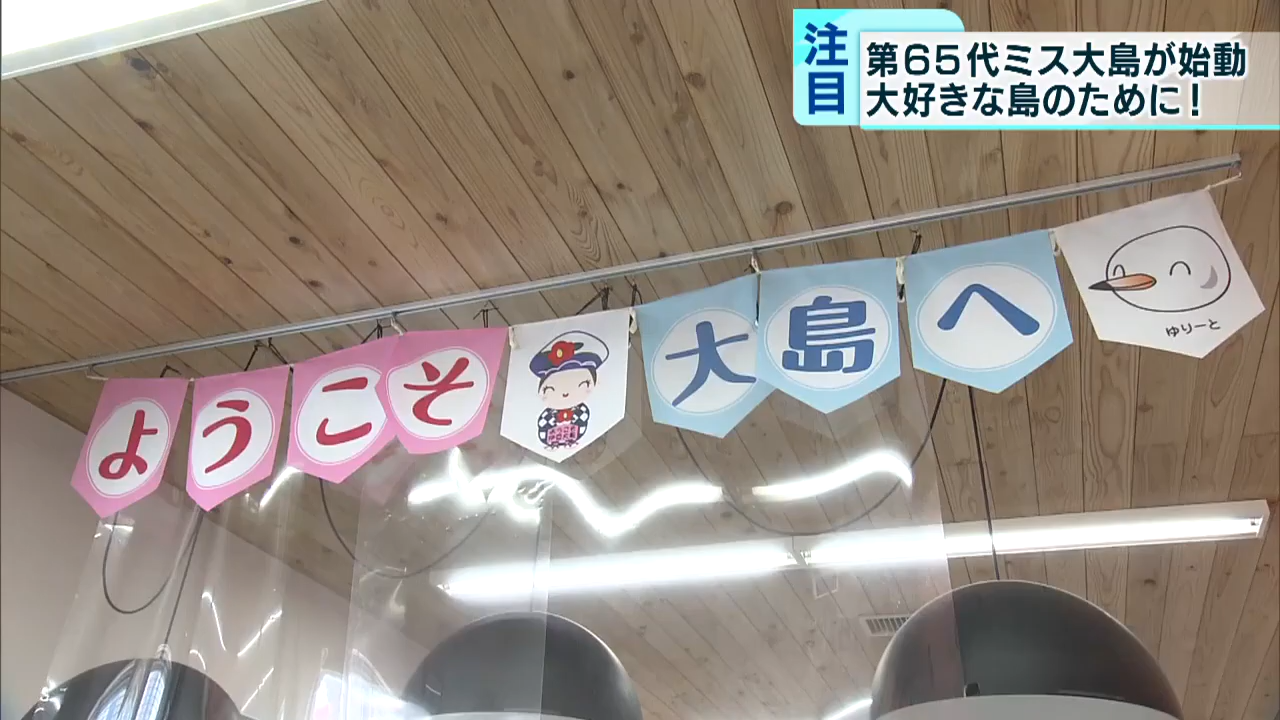 注目
第65代ミス大島が始動
大好きな島のために!
ようこそ
大島へ
ゆりーと